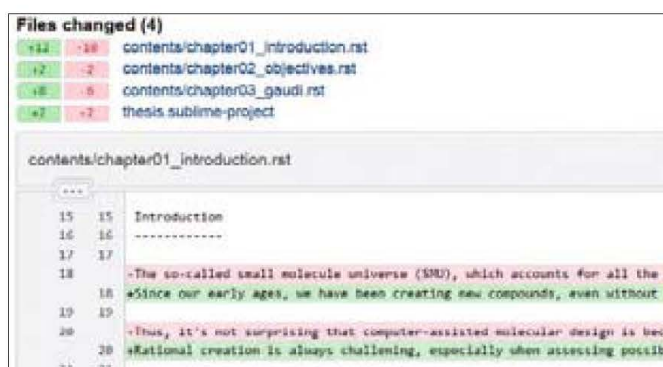 Files changed (4)
+12 -10 contents/chapter01_introduction.rst
+2 -2 contents/chapter02_objectives.rst
+8 -6 contents/chapter03_gaudi.rst
+2 -2 thesis.sublime-project
contents/chapter01_introduction.rst
...
15 15 Introduction
16 16 ------------
17 17
18 -The so-called small molecule universe (SMU), which accounts for all the
18 +Since our early ages, we have been creating new compounds, even without
19 19
20 -Thus, it's not surprising that computer-assisted molecular design is bec
20 +Rational creation is always challening, especially when assessing possib